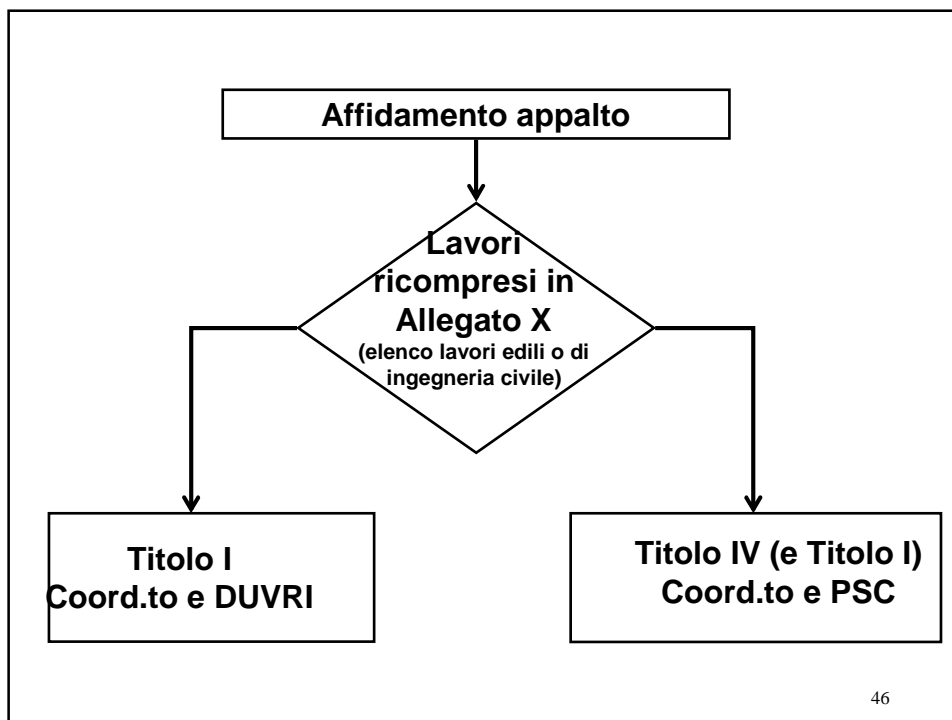 Affidamento appalto
Lavori
ricompresi in
Allegato X
(elenco lavori edili o di
ingegneria civile)
Titolo I
Coord.to e DUVRI
Titolo IV (e Titolo I)
Coord.to e PSC
46